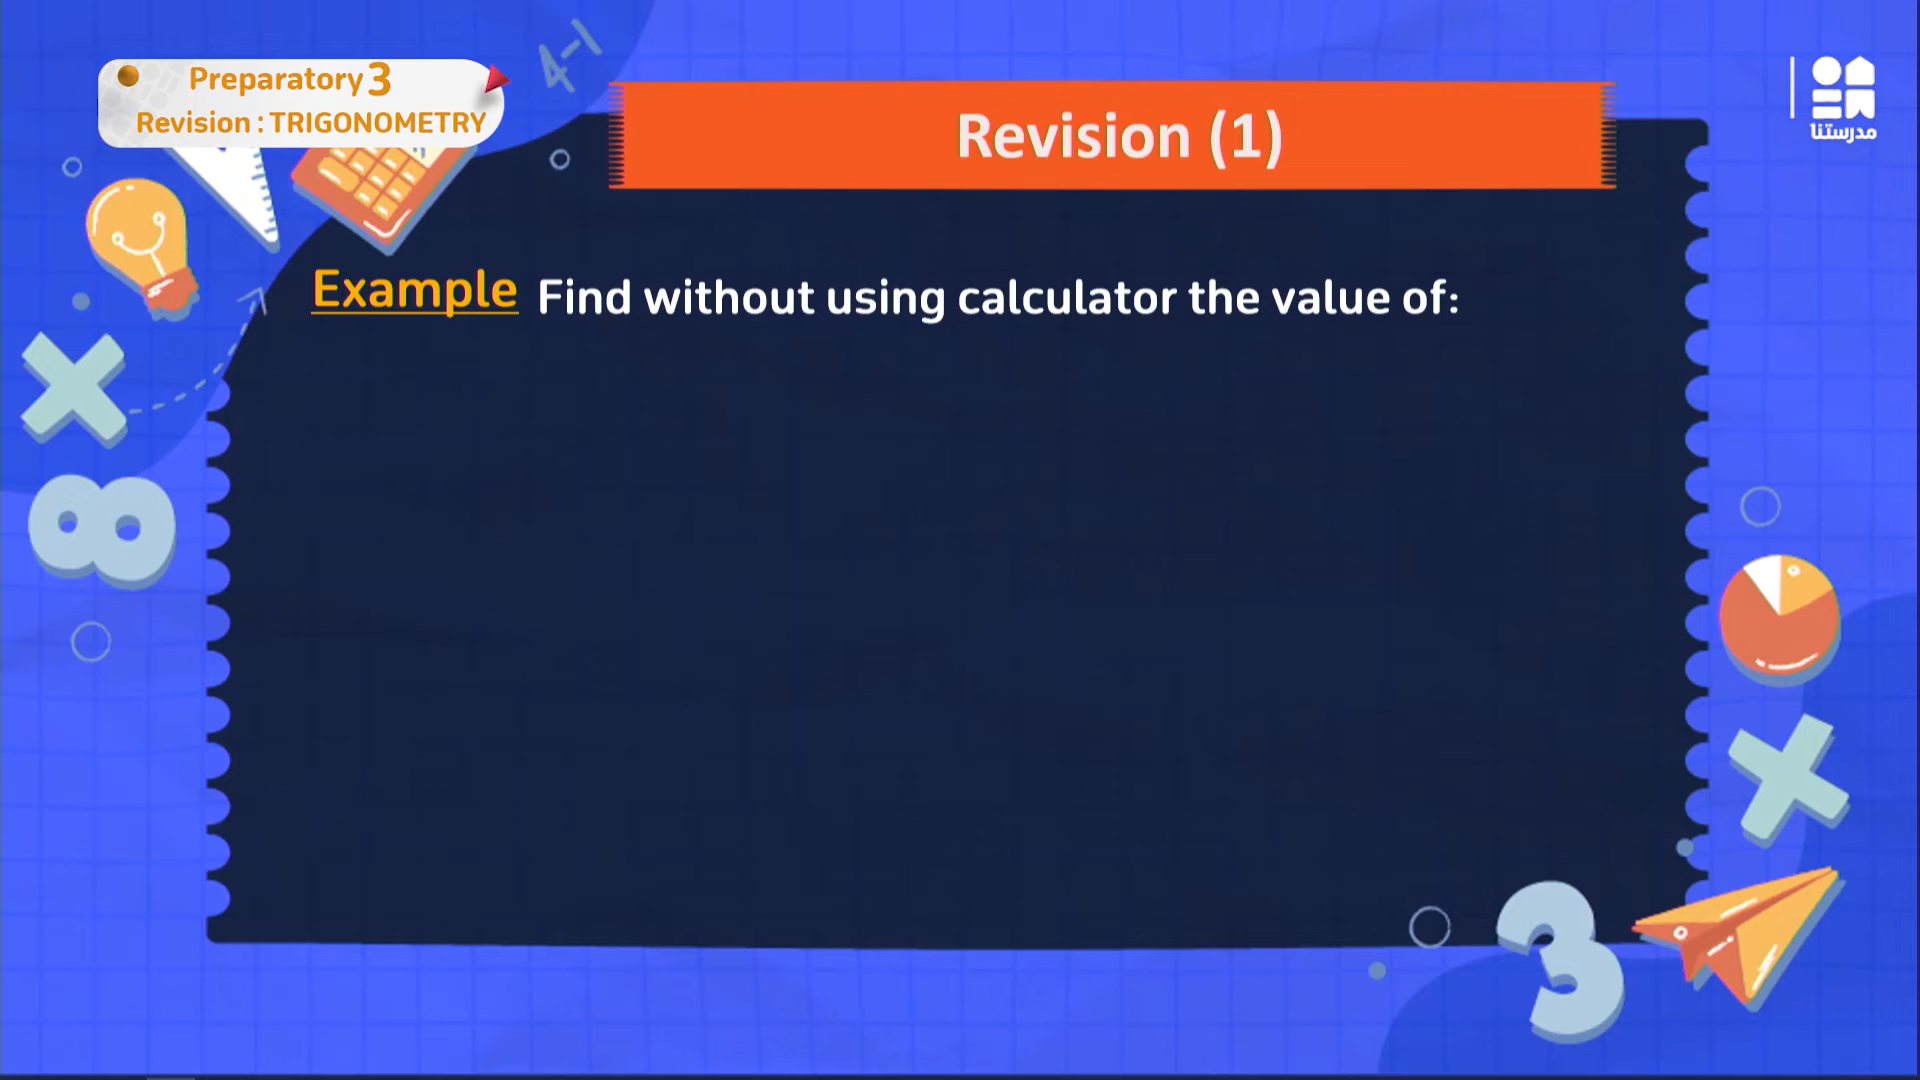 Preparatory 3
Revision : TRIGONOMETRY
4-1
Revision (1)
مدرستنا
Example Find without using calculator the value of:
8
3